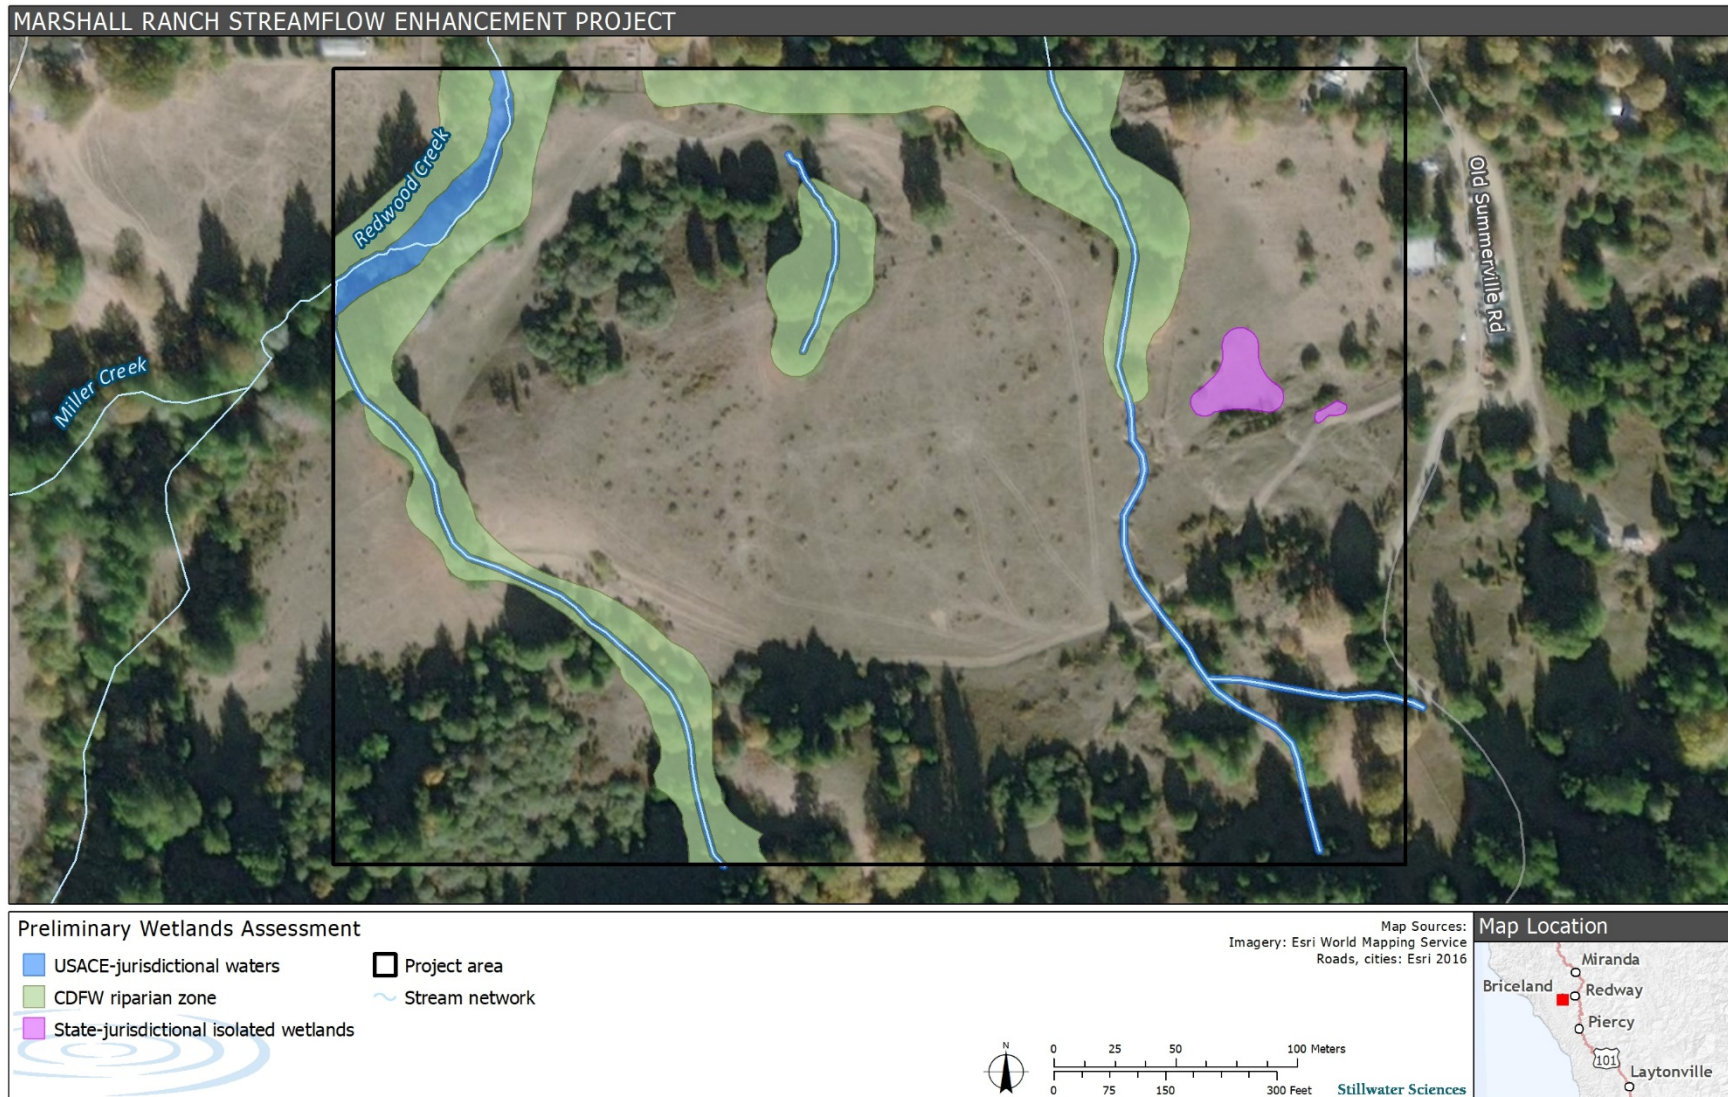 MARSHALL RANCH STREAMFLOW ENHANCEMENT PROJECT
Redwood Creek
Miller Creek
Old Summerville Rd
Preliminary Wetlands Assessment
USACE-jurisdictional waters
CDFW riparian zone
State-jurisdictional isolated wetlands
Project area
Stream network
Map Sources:
Imagery: Esri World Mapping Service
Roads, cities: Esri 2016
N
0 25 50 100 Meters
0 75 150 300 Feet
Stillwater Sciences
Map Location
Miranda
Briceland
Redway
Piercy
101
Laytonville